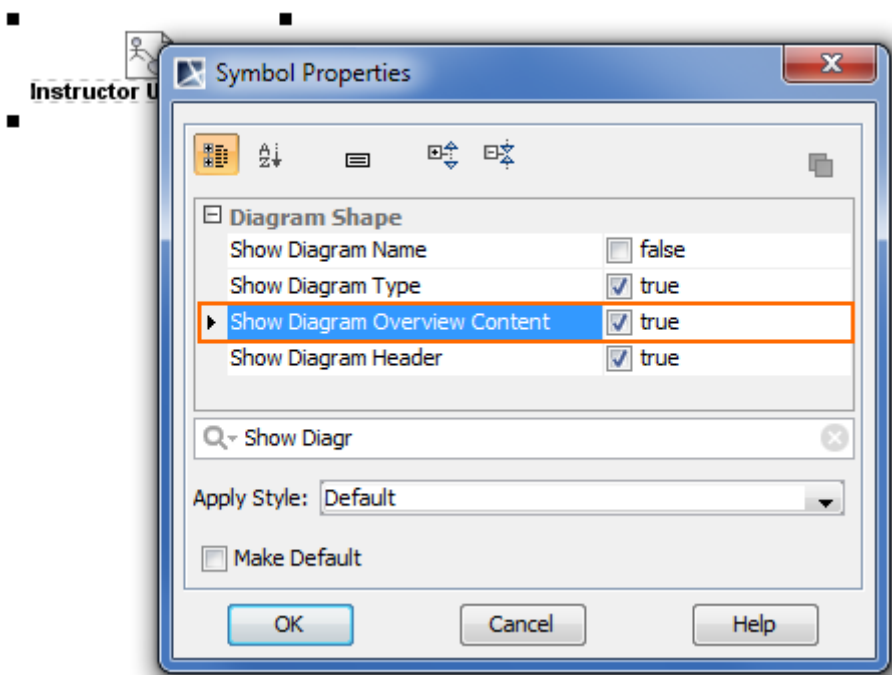 Instructor U
Symbol Properties
Diagram Shape
Show Diagram Name false
Show Diagram Type true
Show Diagram Overview Content true
Show Diagram Header true
Show Diagr
Apply Style: Default
Make Default
OK Cancel Help